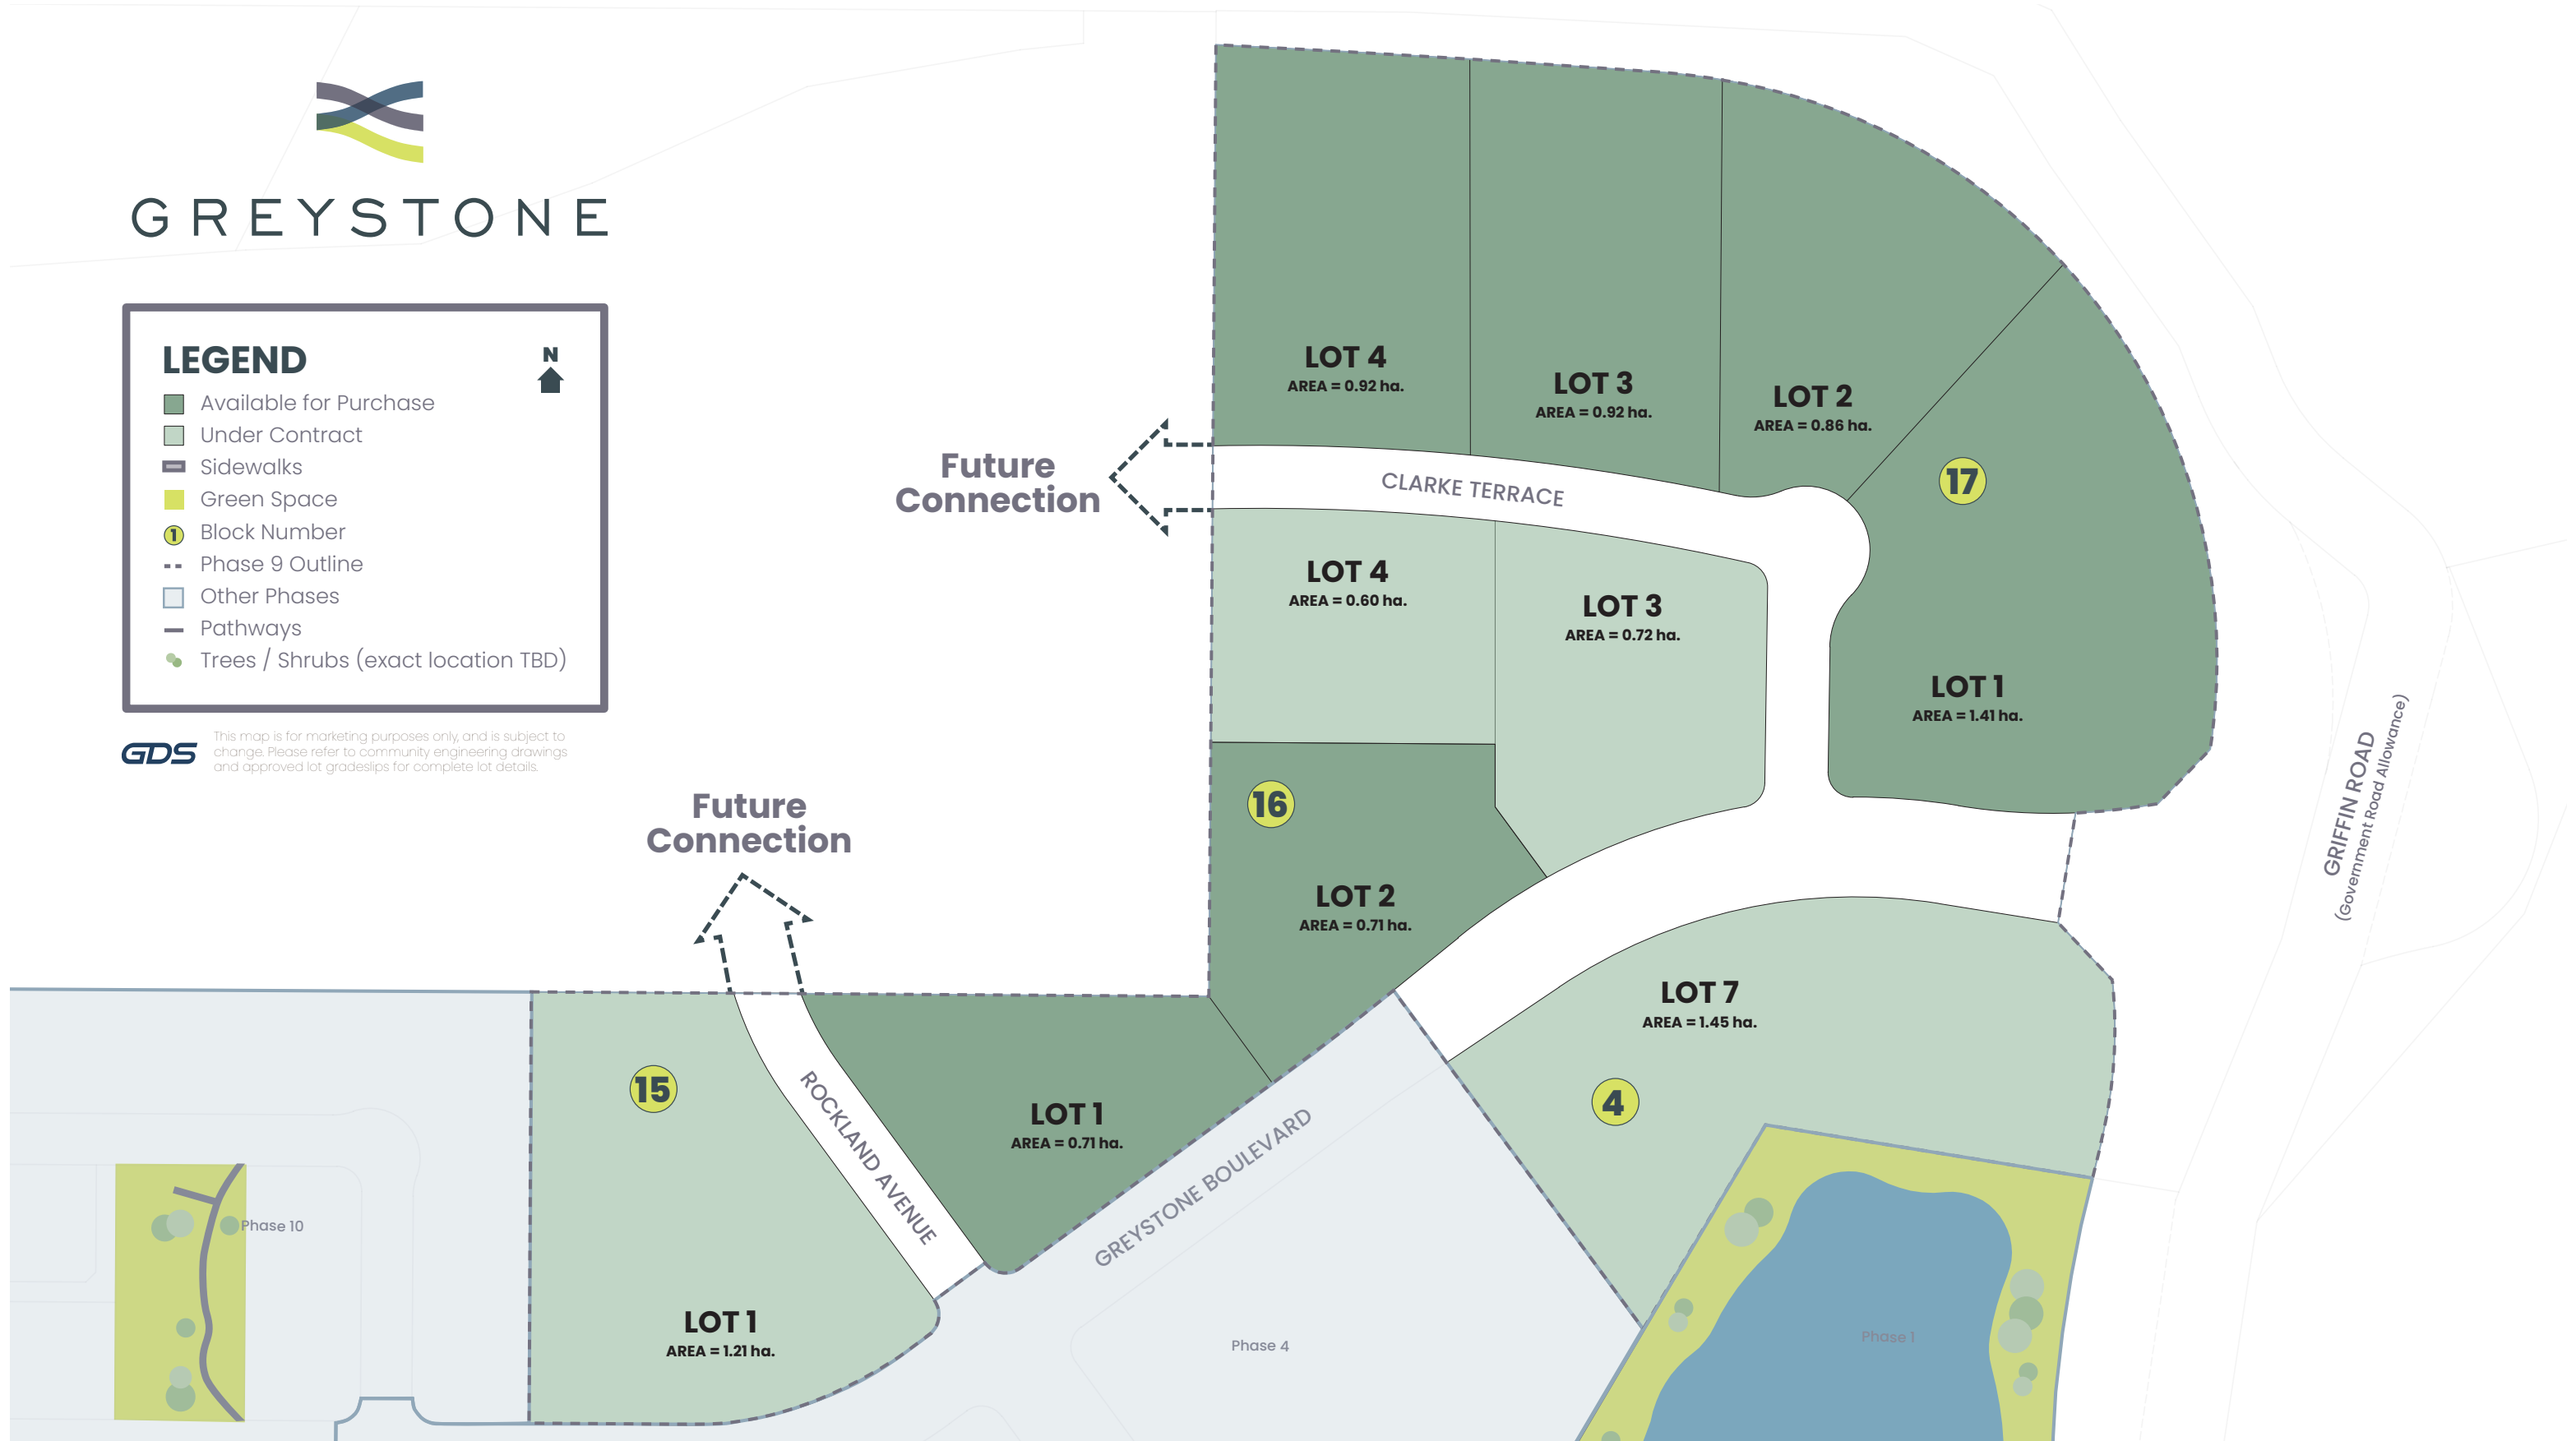 GREYSTONE
LEGEND
N
Available for Purchase
Under Contract
Sidewalks
Green Space
1 Block Number
Phase 9 Outline
Other Phases
Pathways
Trees / Shrubs (exact location TBD)
GDS
This map is for marketing purposes only, and is subject to
change. Please refer to community engineering drawings
and approved lot gradeslips for complete lot details.
LOT 4
AREA = 0.92 ha.
LOT 3
AREA = 0.92 ha.
LOT 2
AREA = 0.86 ha.
17
LOT 1
AREA = 1.41 ha.
Future
Connection
CLARKE TERRACE
LOT 4
AREA = 0.60 ha.
LOT 3
AREA = 0.72 ha.
16
LOT 2
AREA = 0.71 ha.
GRIFFIN ROAD
(Government Road Allowance)
Future
Connection
15
ROCKLAND AVENUE
LOT 1
AREA = 0.71 ha.
LOT 7
AREA = 1.45 ha.
4
GREYSTONE BOULEVARD
Phase 10
LOT 1
AREA = 1.21 ha.
Phase 4
Phase 1